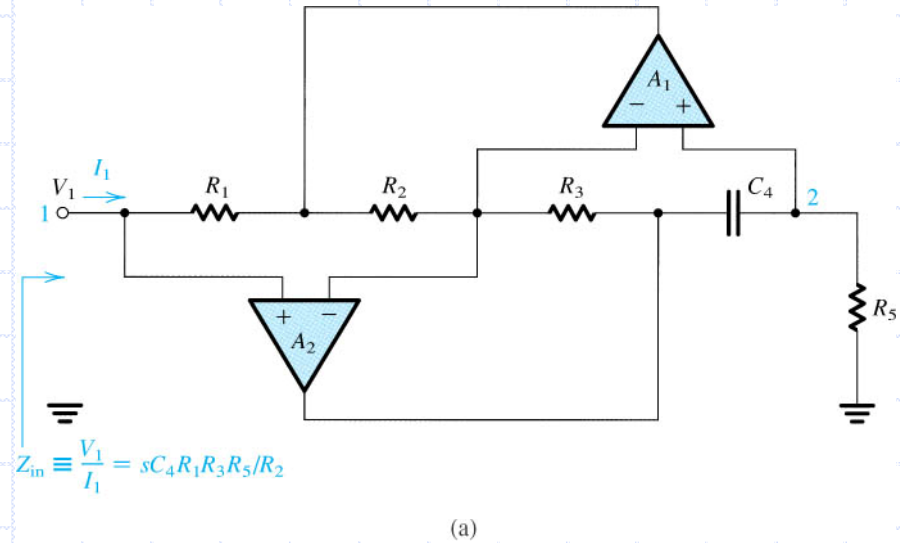 A₁
− +
I₁
V₁ R₁ R₂ R₃ C₄ 2
1
R₅
+ −
A₂
Zin ≡ V₁/I₁ = sC₄R₁R₃R₅/R₂
(a)